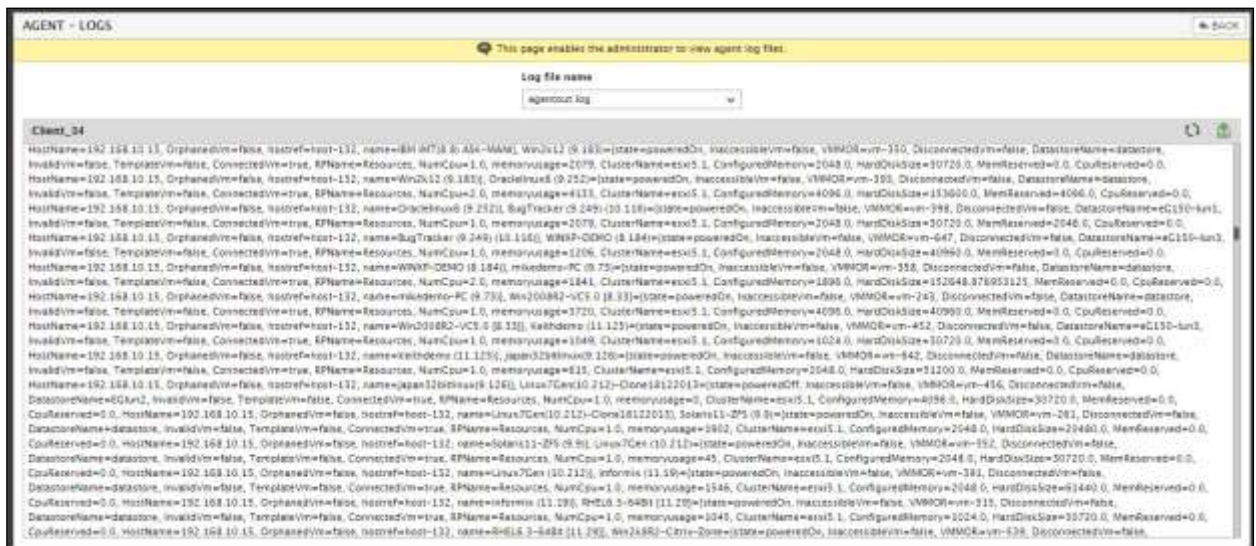 AGENT - LOGS
BACK
This page enables the administrator to view agent log files.
Log file name
agentout log
Client_34
HostName=192.168.10.15, OrphanedVm=false, hostref=host-132, name=IBM IMT(8.8) AIX-MANI), Win2k12 (9.183)={state=poweredOn, InaccessibleVm=false, VMMOR=vm-350, DisconnectedVm=false, DatastoreName=datastore,
InvalidVm=false, TemplateVm=false, ConnectedVm=true, RPName=Resources, NumCpu=1.0, memoryusage=2079, ClusterName=esxi5.1, ConfiguredMemory=2048.0, HardDiskSize=30720.0, MemReserved=0.0, CpuReserved=0.0,
HostName=192.168.10.15, OrphanedVm=false, hostref=host-132, name=Win2k12 (9.183)}, Oraclelinux6 (9.252)={state=poweredOn, InaccessibleVm=false, DisconnectedVm=false, DatastoreName=datastore,
InvalidVm=false, TemplateVm=false, ConnectedVm=true, RPName=Resources, NumCpu=2.0, memoryusage=4133, ClusterName=esxi5.1, ConfiguredMemory=4096.0, HardDiskSize=153600.0, MemReserved=4096.0, CpuReserved=0.0,
HostName=192.168.10.15, OrphanedVm=false, hostref=host-132, name=Oraclelinux6 (9.252)}, BugTracker (9.249)-(10.116)={state=poweredOn, InaccessibleVm=false, VMMOR=vm-398, DisconnectedVm=false, DatastoreName=eG150-lun1,
InvalidVm=false, TemplateVm=false, ConnectedVm=true, RPName=Resources, NumCpu=1.0, memoryusage=2079, ClusterName=esxi5.1, ConfiguredMemory=2048.0, HardDiskSize=30720.0, MemReserved=2048.0, CpuReserved=0.0,
HostName=192.168.10.15, OrphanedVm=false, hostref=host-132, name=BugTracker (9.249)-(10.116)}, WINXP-DEMO (8.184)={state=poweredOn, InaccessibleVm=false, VMMOR=vm-647, DisconnectedVm=false, DatastoreName=eG150-lun3,
InvalidVm=false, TemplateVm=false, ConnectedVm=true, RPName=Resources, NumCpu=1.0, memoryusage=1206, ClusterName=esxi5.1, ConfiguredMemory=2048.0, HardDiskSize=40960.0, MemReserved=0.0, CpuReserved=0.0,
HostName=192.168.10.15, OrphanedVm=false, hostref=host-132, name=WINXP-DEMO (8.184)}, mikedemo-PC (9.73)={state=poweredOn, InaccessibleVm=false, VMMOR=vm-358, DisconnectedVm=false, DatastoreName=datastore,
InvalidVm=false, TemplateVm=false, ConnectedVm=true, RPName=Resources, NumCpu=2.0, memoryusage=1841, ClusterName=esxi5.1, ConfiguredMemory=1896.0, HardDiskSize=152648.876953125, MemReserved=0.0, CpuReserved=0.0,
HostName=192.168.10.15, OrphanedVm=false, hostref=host-132, name=mikedemo-PC (9.73)}, Win2008R2-VC5.0 (8.33)={state=poweredOn, InaccessibleVm=false, VMMOR=vm-243, DisconnectedVm=false, DatastoreName=datastore,
InvalidVm=false, TemplateVm=false, ConnectedVm=true, RPName=Resources, NumCpu=1.0, memoryusage=3720, ClusterName=esxi5.1, ConfiguredMemory=4096.0, HardDiskSize=40960.0, MemReserved=0.0, CpuReserved=0.0,
HostName=192.168.10.15, OrphanedVm=false, hostref=host-132, name=Win2008R2-VC5.0 (8.33)}, Keithdemo (11.125)={state=poweredOn, InaccessibleVm=false, VMMOR=vm-452, DisconnectedVm=false, DatastoreName=eG150-lun3,
InvalidVm=false, TemplateVm=false, ConnectedVm=true, RPName=Resources, NumCpu=1.0, memoryusage=1049, ClusterName=esxi5.1, ConfiguredMemory=1024.0, HardDiskSize=30720.0, MemReserved=0.0, CpuReserved=0.0,
HostName=192.168.10.15, OrphanedVm=false, hostref=host-132, name=Keithdemo (11.125)}, japan32bitlinux(9.126)={state=poweredOn, InaccessibleVm=false, VMMOR=vm-642, DisconnectedVm=false, DatastoreName=datastore,
InvalidVm=false, TemplateVm=false, ConnectedVm=true, RPName=Resources, NumCpu=1.0, memoryusage=615, ClusterName=esxi5.1, ConfiguredMemory=2048.0, HardDiskSize=51200.0, MemReserved=0.0, CpuReserved=0.0,
HostName=192.168.10.15, OrphanedVm=false, hostref=host-132, name=japan32bitlinux(9.126)}, Linux7Gen(10.212)-Clone18122013={state=poweredOff, InaccessibleVm=false, VMMOR=vm-456, DisconnectedVm=false,
DatastoreName=EGlun2, InvalidVm=false, TemplateVm=false, ConnectedVm=true, RPName=Resources, NumCpu=1.0, memoryusage=0, ClusterName=esxi5.1, ConfiguredMemory=4096.0, HardDiskSize=30720.0, MemReserved=0.0,
CpuReserved=0.0, HostName=192.168.10.15, OrphanedVm=false, hostref=host-132, name=Linux7Gen(10.212)-Clone18122013}, Solaris11-ZFS (9.9)={state=poweredOn, InaccessibleVm=false, VMMOR=vm-281, DisconnectedVm=false,
DatastoreName=datastore, InvalidVm=false, TemplateVm=false, ConnectedVm=true, RPName=Resources, NumCpu=1.0, memoryusage=1902, ClusterName=esxi5.1, ConfiguredMemory=2048.0, HardDiskSize=20480.0, MemReserved=0.0,
CpuReserved=0.0, HostName=192.168.10.15, OrphanedVm=false, hostref=host-132, name=Solaris11-ZFS (9.9)}, Linux7Gen (10.212)={state=poweredOn, InaccessibleVm=false, VMMOR=vm-352, DisconnectedVm=false,
DatastoreName=datastore, InvalidVm=false, TemplateVm=false, ConnectedVm=true, RPName=Resources, NumCpu=1.0, memoryusage=45, ClusterName=esxi5.1, ConfiguredMemory=2048.0, HardDiskSize=30720.0, MemReserved=0.0,
CpuReserved=0.0, HostName=192.168.10.15, OrphanedVm=false, hostref=host-132, name=Linux7Gen (10.212)}, Informix (11.19)={state=poweredOn, InaccessibleVm=false, VMMOR=vm-391, DisconnectedVm=false,
DatastoreName=datastore, InvalidVm=false, TemplateVm=false, ConnectedVm=true, RPName=Resources, NumCpu=1.0, memoryusage=1546, ClusterName=esxi5.1, ConfiguredMemory=2048.0, HardDiskSize=61440.0, MemReserved=0.0,
CpuReserved=0.0, HostName=192.168.10.15, OrphanedVm=false, hostref=host-132, name=Informix (11.19)}, RHEL6.3-64Bit (11.29)={state=poweredOn, InaccessibleVm=false, VMMOR=vm-315, DisconnectedVm=false,
DatastoreName=datastore, InvalidVm=false, TemplateVm=false, ConnectedVm=true, RPName=Resources, NumCpu=1.0, memoryusage=1045, ClusterName=esxi5.1, ConfiguredMemory=1024.0, HardDiskSize=30720.0, MemReserved=0.0,
CpuReserved=0.0, HostName=192.168.10.15, OrphanedVm=false, hostref=host-132, name=RHEL6.3-64Bit (11.29)}, Win2k8R2-Citrix-Zone={state=poweredOn, InaccessibleVm=false, VMMOR=vm-539, DisconnectedVm=false,